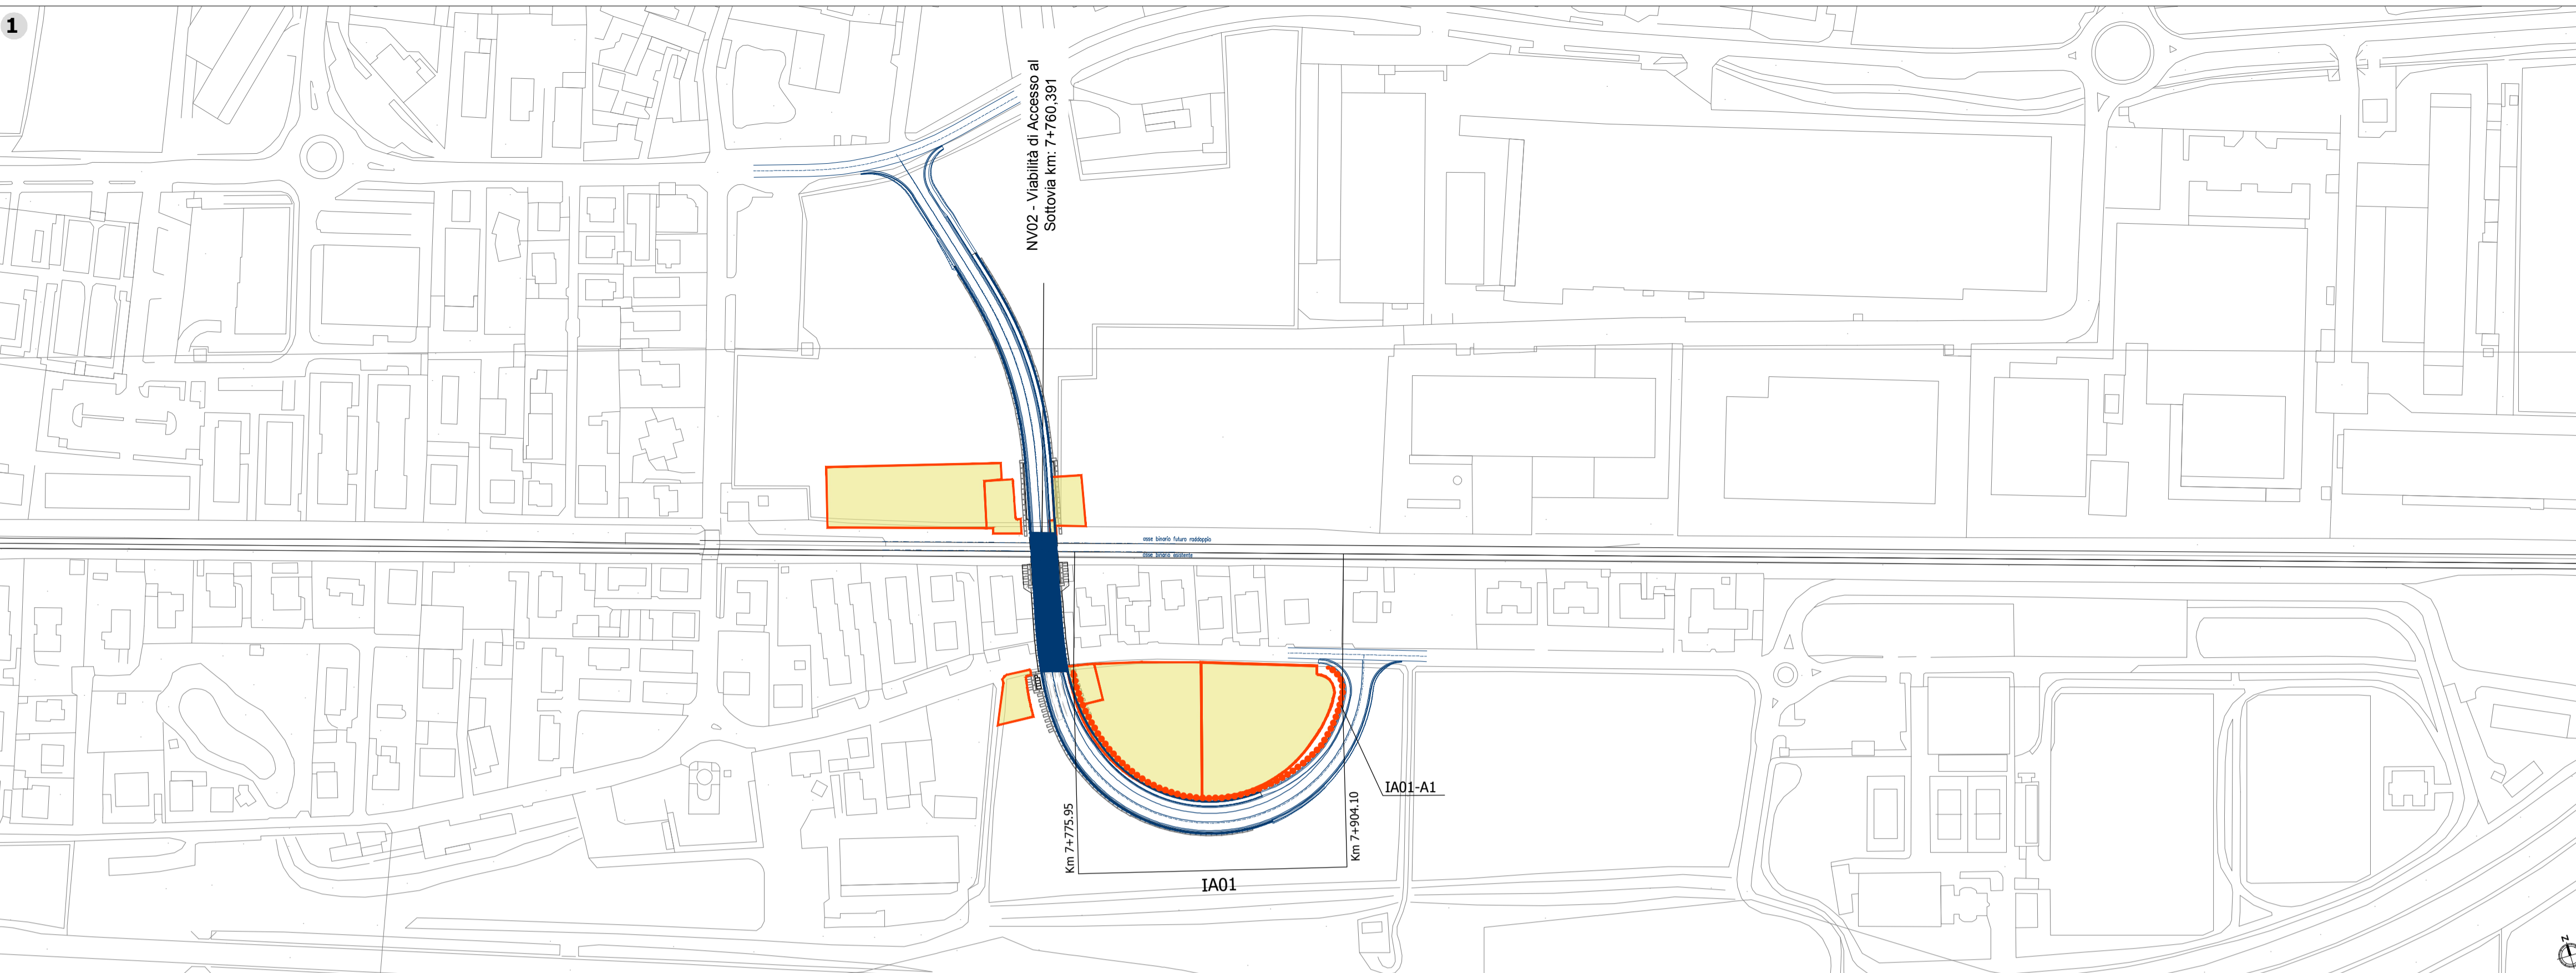 1
NV02 - Viabilità di Accesso al
Sottovia km: 7+760,391
asse binario futuro raddoppio
asse binario esistente
IA01-A1
Km 7+775.95
Km 7+904.10
IA01
N